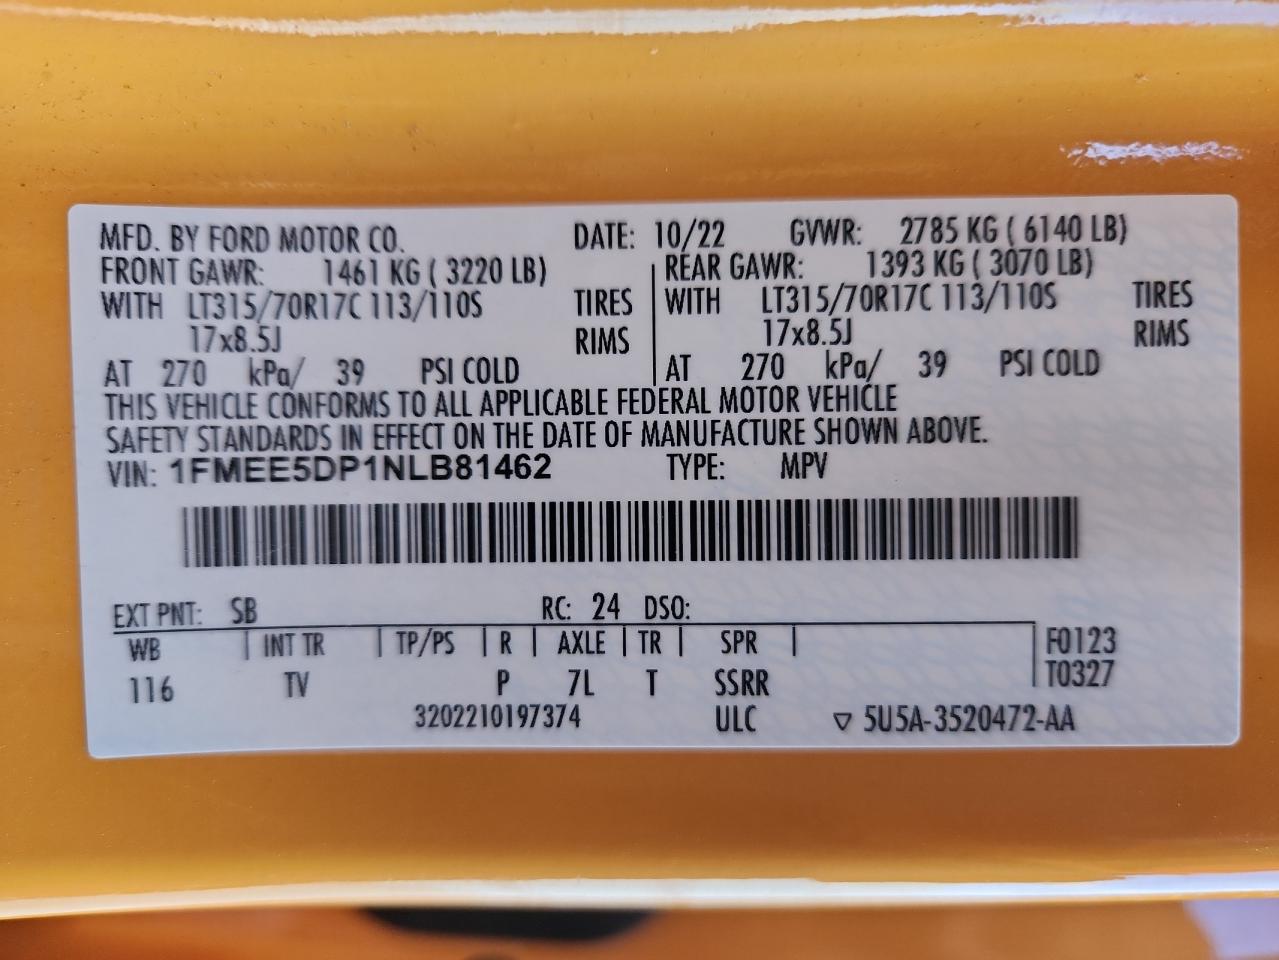 MFD. BY FORD MOTOR CO. DATE: 10/22 GVWR: 2785 KG ( 6140 LB)
FRONT GAWR: 1461 KG ( 3220 LB) REAR GAWR: 1393 KG ( 3070 LB)
WITH LT315/70R17C 113/110S TIRES WITH LT315/70R17C 113/110S TIRES
17x8.5J RIMS 17x8.5J RIMS
AT 270 kPa/ 39 PSI COLD AT 270 kPa/ 39 PSI COLD
THIS VEHICLE CONFORMS TO ALL APPLICABLE FEDERAL MOTOR VEHICLE
SAFETY STANDARDS IN EFFECT ON THE DATE OF MANUFACTURE SHOWN ABOVE.
VIN: 1FMEE5DP1NLB81462 TYPE: MPV
EXT PNT: SB RC: 24 DSO:
WB INT TR TP/PS R AXLE TR SPR F0123
116 TV P 7L T SSRR T0327
3202210197374 ULC ▽ 5U5A-3520472-AA